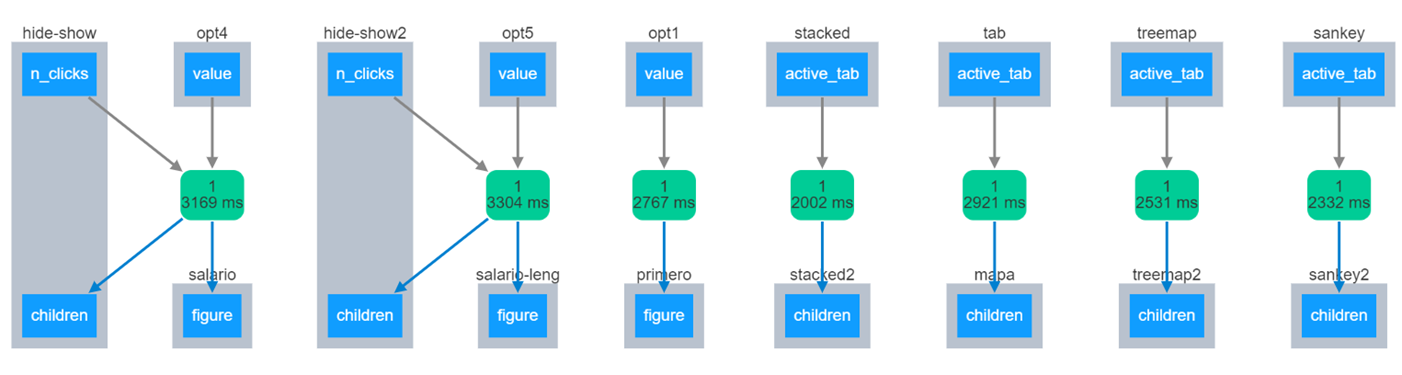 hide-show opt4 hide-show2 opt5 opt1 stacked tab treemap sankey
n_clicks value n_clicks value value active_tab active_tab active_tab active_tab
1 1 1 1 1 1 1
3169 ms 3304 ms 2767 ms 2002 ms 2921 ms 2531 ms 2332 ms
salario salario-leng primero stacked2 mapa treemap2 sankey2
children figure children figure figure children children children children